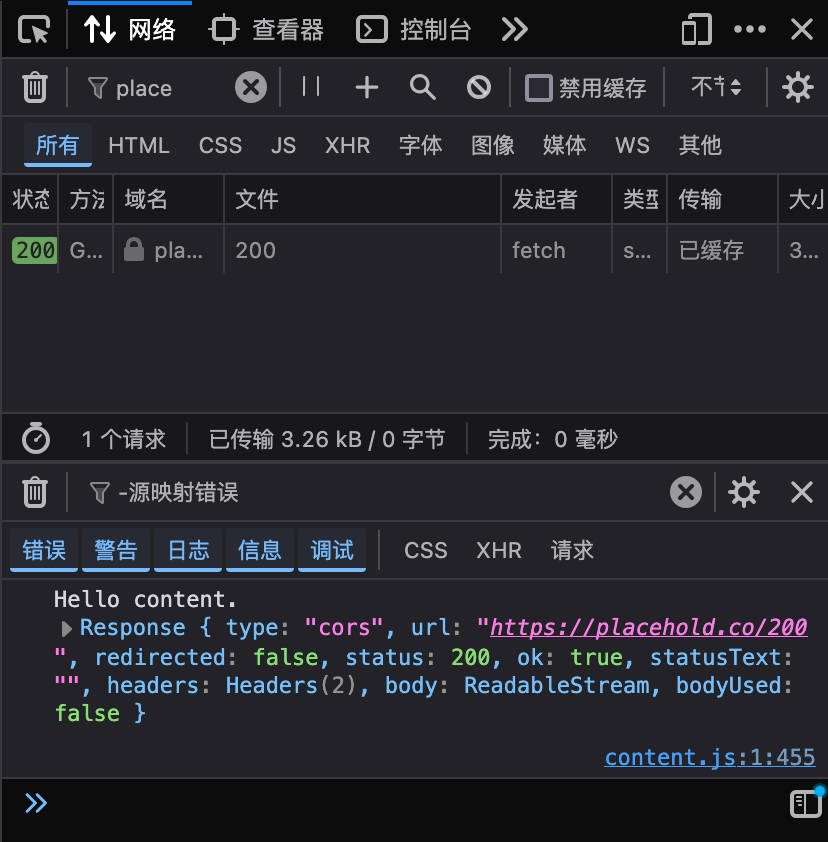 网络 查看器 控制台
place 禁用缓存
所有 HTML CSS JS XHR 字体 图像 媒体 WS 其他
状态 方法 域名 文件 发起者 类型 传输 大小
200 G... pla... 200 fetch s... 已缓存 3...
1 个请求 已传输 3.26 kB / 0 字节 完成：0 毫秒
-源映射错误
错误 警告 日志 信息 调试 CSS XHR 请求
Hello content.
Response { type: "cors", url: "https://placehold.co/200
", redirected: false, status: 200, ok: true, statusText:
"", headers: Headers(2), body: ReadableStream, bodyUsed:
false }
content.js:1:455